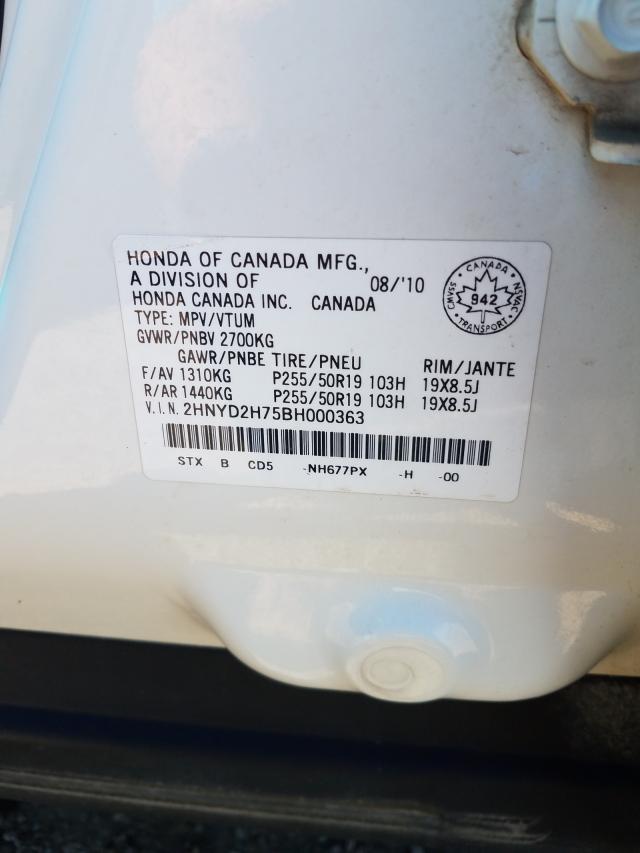 HONDA OF CANADA MFG.,
A DIVISION OF 08/'10
HONDA CANADA INC. CANADA
TYPE: MPV/VTUM
GVWR/PNBV 2700KG
GAWR/PNBE TIRE/PNEU RIM/JANTE
F/AV 1310KG P255/50R19 103H 19X8.5J
R/AR 1440KG P255/50R19 103H 19X8.5J
V.I.N. 2HNYD2H75BH000363
STX B CD5 -NH677PX -H -00
CANADA
CMVSS 942 NSVAC
TRANSPORT